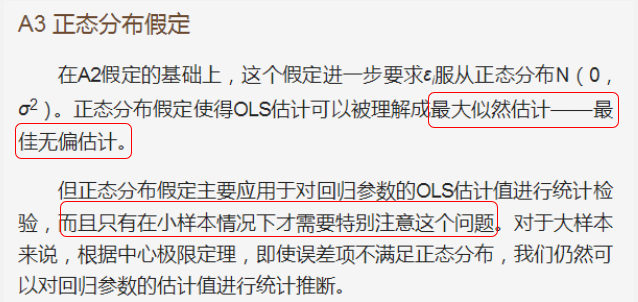 A3 正态分布假定
在A2假定的基础上，这个假定进一步要求εᵢ服从正态分布N（0，
σ²）。正态分布假定使得OLS估计可以被理解成最大似然估计——最
佳无偏估计。
但正态分布假定主要应用于对回归参数的OLS估计值进行统计检
验，而且只有在小样本情况下才需要特别注意这个问题。对于大样本
来说，根据中心极限定理，即使误差项不满足正态分布，我们仍然可
以对回归参数的估计值进行统计推断。